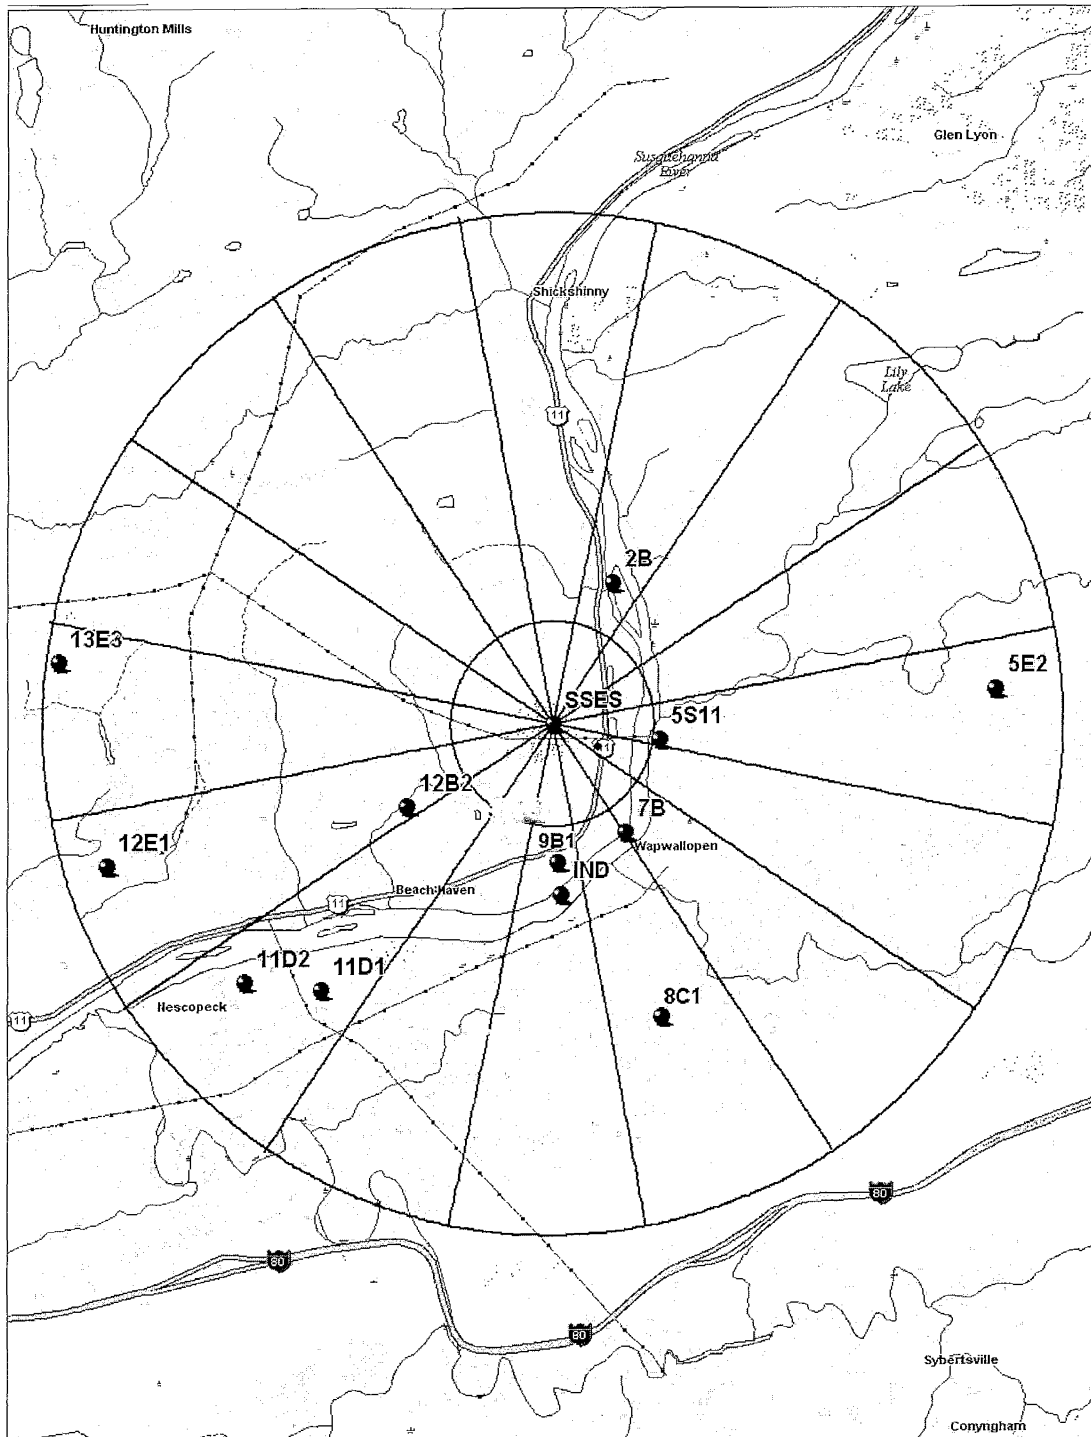 Huntington Mills
Glen Lyon
Susquehanna
River
Shickshinny
Lily
Lake
11
2B
13E3
5E2
SSES
5S11
11
12B2
7B
9B1
Wapwallopen
12E1
IND
Beach Haven
11
11D2
11D1
Nescopeck
8C1
11
80
80
80
Sybertsville
Conyngham